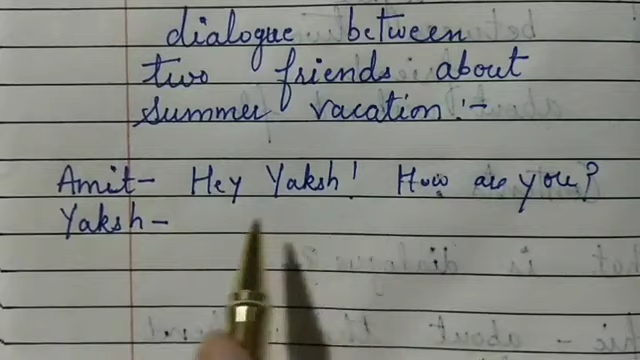 dialogue between
two friends about
summer vacation :-
Amit- Hey Yaksh! How are you?
Yaksh-